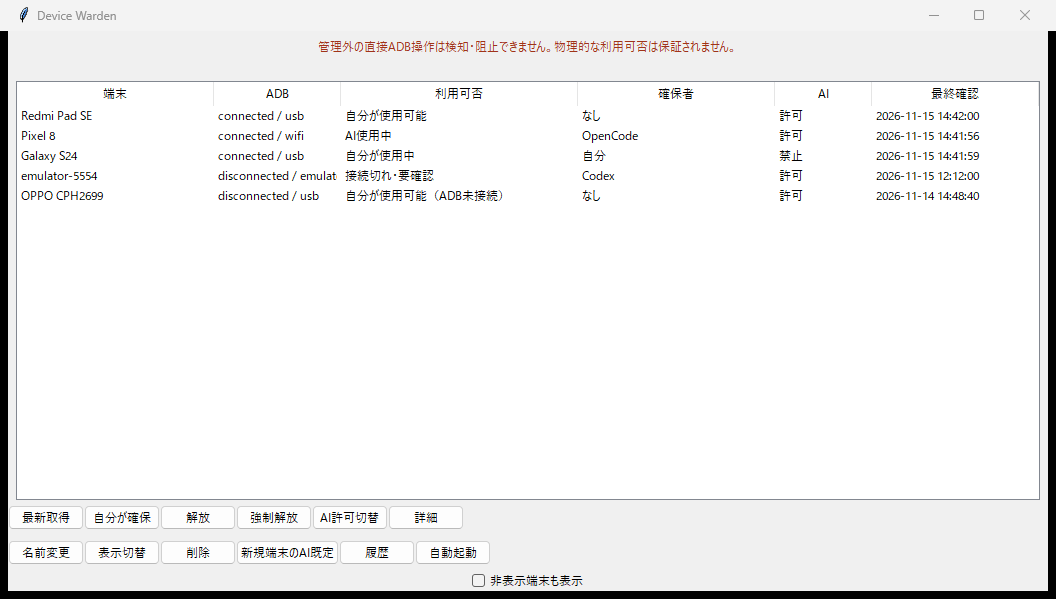 Device Warden
管理外の直接ADB操作は検知・阻止できません。物理的な利用可否は保証されません。
端末 ADB 利用可否 確保者 AI 最終確認
Redmi Pad SE connected / usb 自分が使用可能 なし 許可 2026-11-15 14:42:00
Pixel 8 connected / wifi AI使用中 OpenCode 許可 2026-11-15 14:41:56
Galaxy S24 connected / usb 自分が使用中 自分 禁止 2026-11-15 14:41:59
emulator-5554 disconnected / emulat 接続切れ・要確認 Codex 許可 2026-11-15 12:12:00
OPPO CPH2699 disconnected / usb 自分が使用可能（ADB未接続） なし 許可 2026-11-14 14:48:40
最新取得 自分が確保 解放 強制解放 AI許可切替 詳細
名前変更 表示切替 削除 新規端末のAI既定 履歴 自動起動
非表示端末も表示